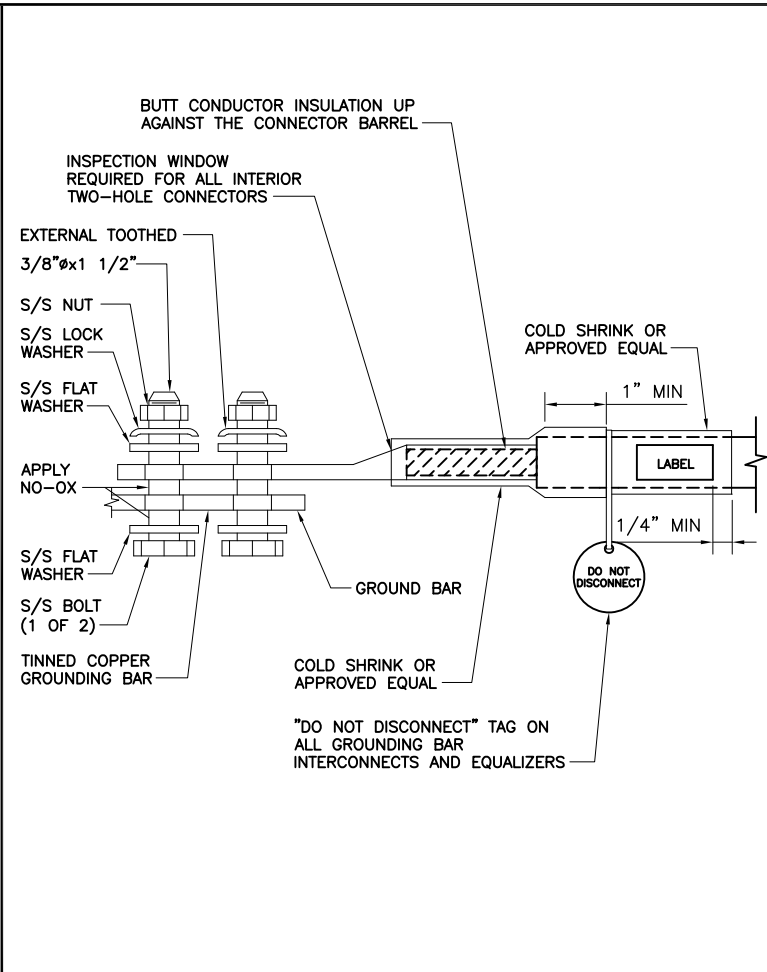 BUTT CONDUCTOR INSULATION UP
AGAINST THE CONNECTOR BARREL
INSPECTION WINDOW
REQUIRED FOR ALL INTERIOR
TWO-HOLE CONNECTORS
EXTERNAL TOOTHED
3/8"øx1 1/2"
S/S NUT
S/S LOCK
WASHER
S/S FLAT
WASHER
APPLY
NO-OX
S/S FLAT
WASHER
S/S BOLT
(1 OF 2)
TINNED COPPER
GROUNDING BAR
GROUND BAR
COLD SHRINK OR
APPROVED EQUAL
1" MIN
LABEL
1/4" MIN
DO NOT
DISCONNECT
COLD SHRINK OR
APPROVED EQUAL
"DO NOT DISCONNECT" TAG ON
ALL GROUNDING BAR
INTERCONNECTS AND EQUALIZERS